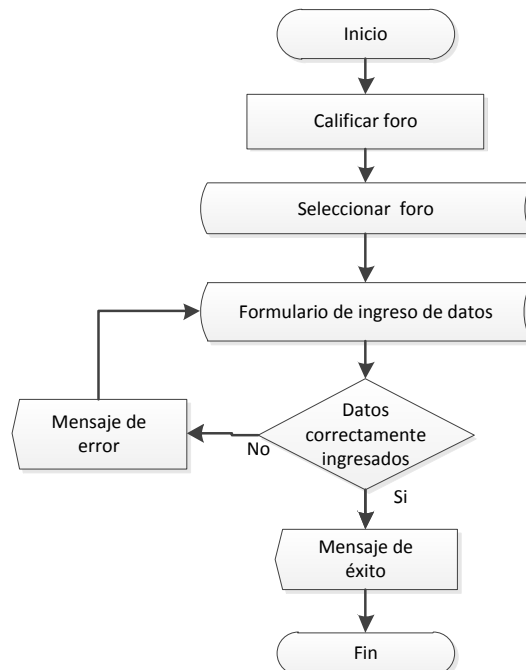 Inicio
Calificar foro
Seleccionar foro
Formulario de ingreso de datos
Datos
correctamente
ingresados
Mensaje de
error
No
Si
Mensaje de
éxito
Fin